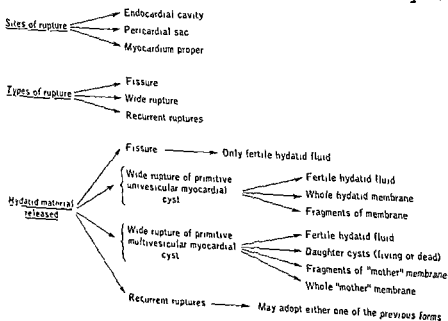 Sites of rupture
Endocardial cavity
Pericardial sac
Myocardium proper
Types of rupture
Fissure
Wide rupture
Recurrent ruptures
Hydatid material
released
Fissure
Only fertile hydatid fluid
Wide rupture of primitive
univesicular myocardial
cyst
Fertile hydatid fluid
Whole hydatid membrane
Fragments of membrane
Wide rupture of primitive
multivesicular myocardial
cyst
Fertile hydatid fluid
Daughter cysts (living or dead)
Fragments of "mother" membrane
Whole "mother" membrane
Recurrent ruptures
May adopt either one of the previous forms